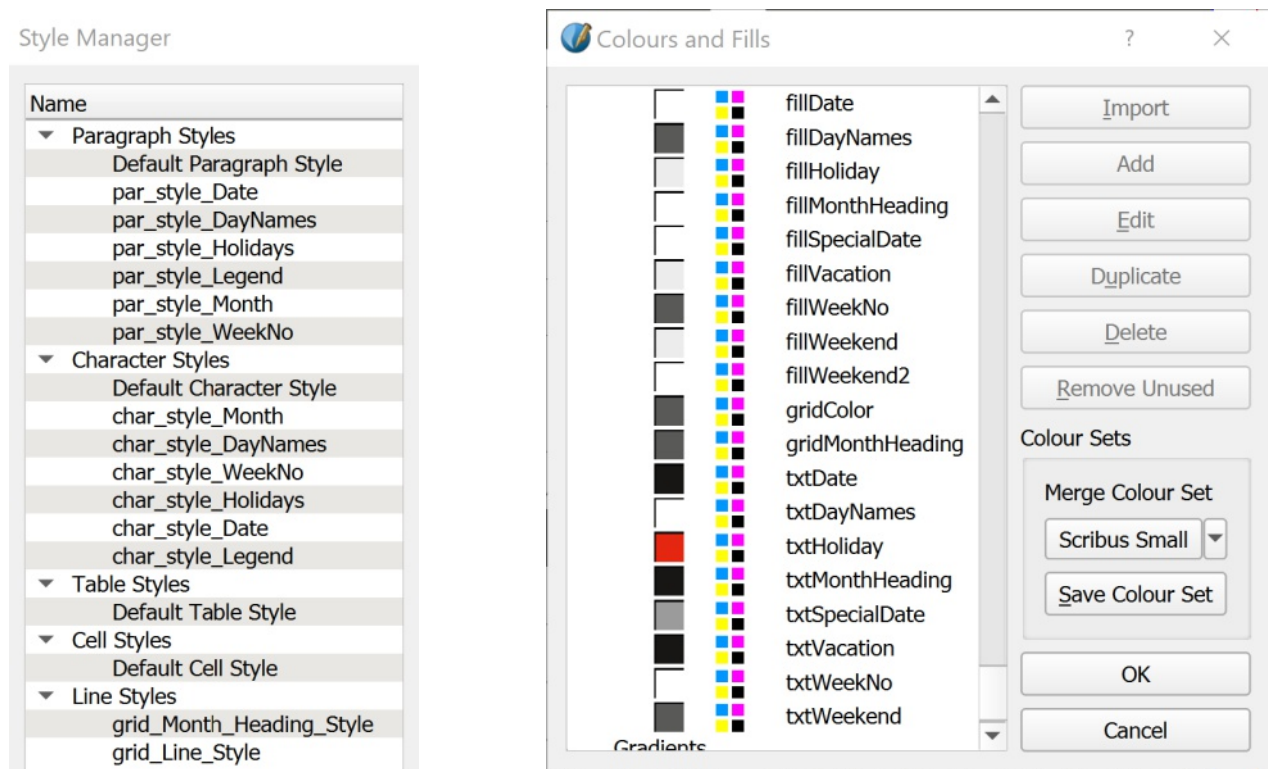 Style Manager
Name
Paragraph Styles
Default Paragraph Style
par_style_Date
par_style_DayNames
par_style_Holidays
par_style_Legend
par_style_Month
par_style_WeekNo
Character Styles
Default Character Style
char_style_Month
char_style_DayNames
char_style_WeekNo
char_style_Holidays
char_style_Date
char_style_Legend
Table Styles
Default Table Style
Cell Styles
Default Cell Style
Line Styles
grid_Month_Heading_Style
grid_Line_Style
Colours and Fills
fillDate
fillDayNames
fillHoliday
fillMonthHeading
fillSpecialDate
fillVacation
fillWeekNo
fillWeekend
fillWeekend2
gridColor
gridMonthHeading
txtDate
txtDayNames
txtHoliday
txtMonthHeading
txtSpecialDate
txtVacation
txtWeekNo
txtWeekend
Gradients
Import
Add
Edit
Duplicate
Delete
Remove Unused
Colour Sets
Merge Colour Set
Scribus Small
Save Colour Set
OK
Cancel